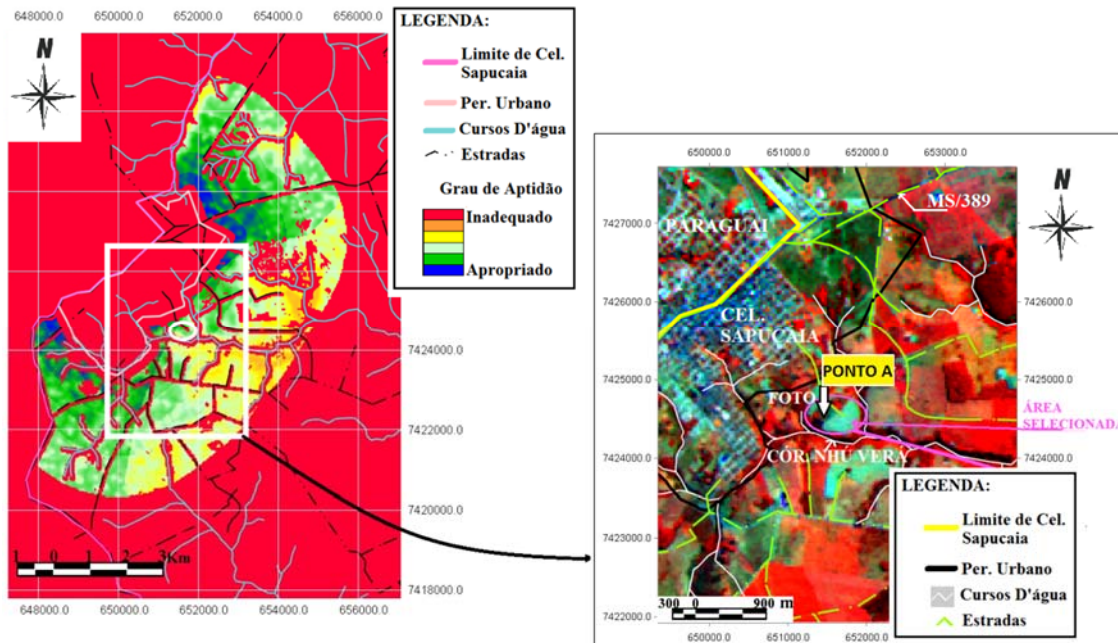 648000.0 650000.0 652000.0 654000.0 656000.0
N
LEGENDA:
Limite de Cel.
Sapucaia
Per. Urbano
Cursos D'água
Estradas
Grau de Aptidão
Inadequado
Apropriado
7424000.0
7422000.0
7420000.0
7418000.0
1 0 1 2 3Km
648000.0 650000.0 652000.0 654000.0 656000.0
650000.0 651000.0 652000.0 653000.0
7427000.0
7426000.0
7425000.0
7424000.0
7423000.0
7422000.0
MS/389
N
PARAGUAI
CEL.
SAPUCAIA
PONTO A
FOTO
ÁREA
SELECIONADA
CÓR. NHÚ VERÁ
7427000.0
7426000.0
7425000.0
7424000.0
LEGENDA:
Limite de Cel.
Sapucaia
Per. Urbano
Cursos D'água
Estradas
300 0 900 m
650000.0 651000.0 652000.0